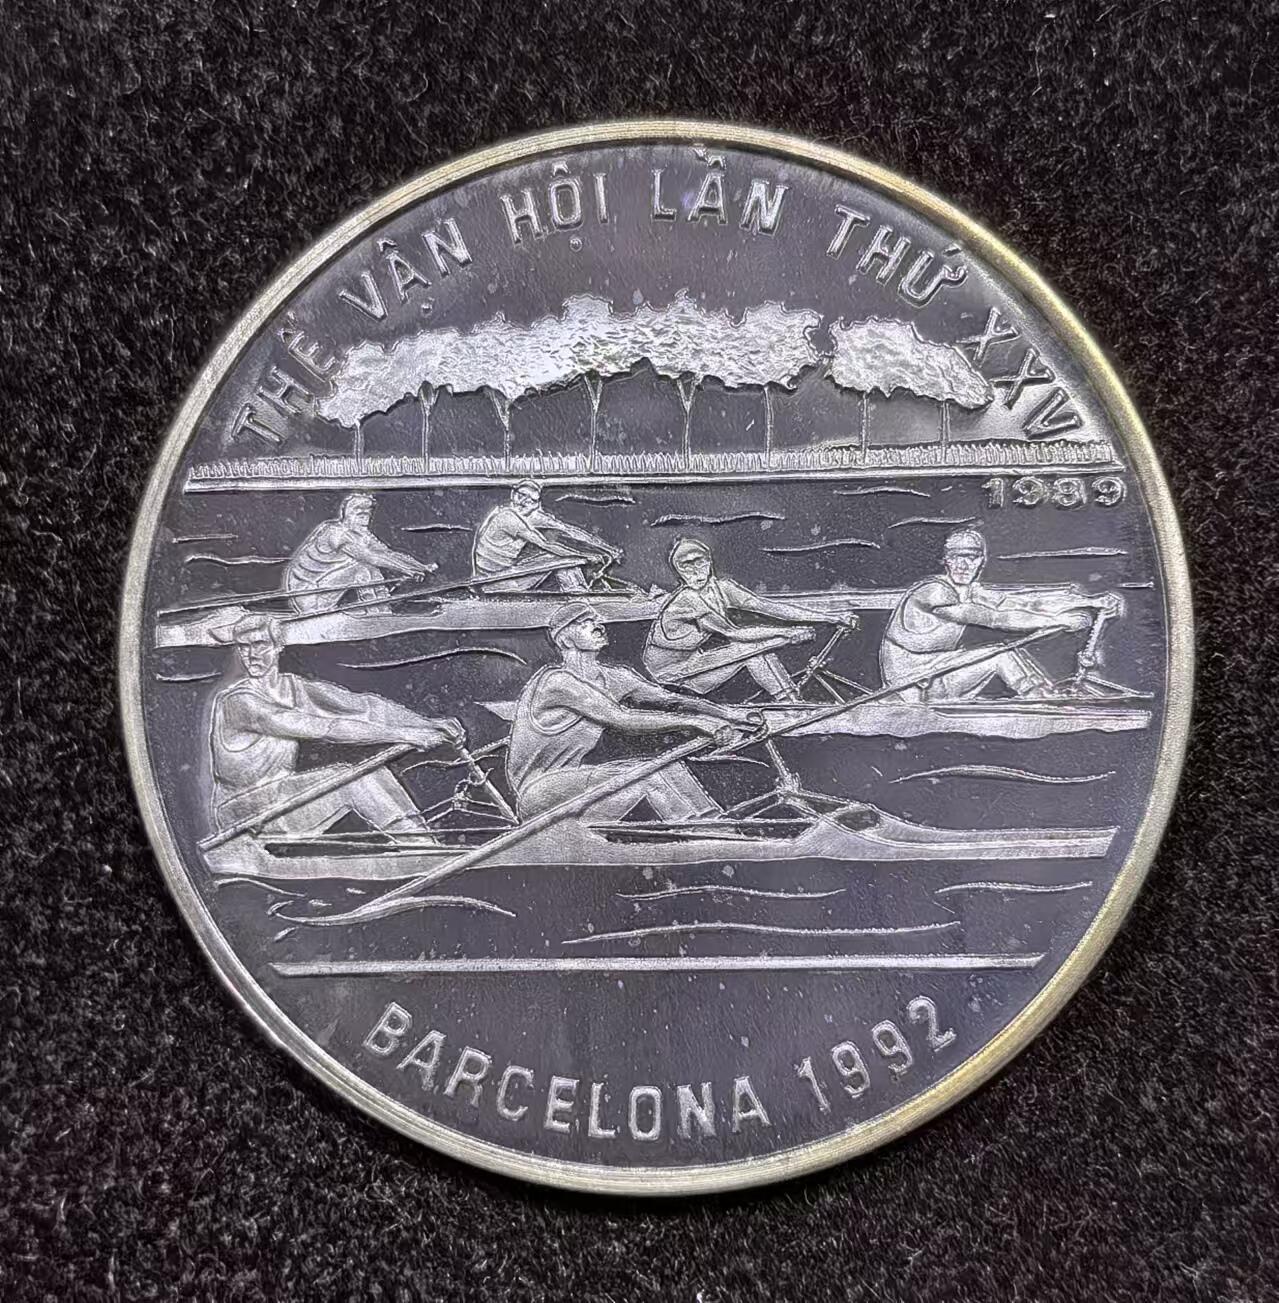 THẾ VẬN HỘI LẦN THỨ XXV
1989
BARCELONA 1992